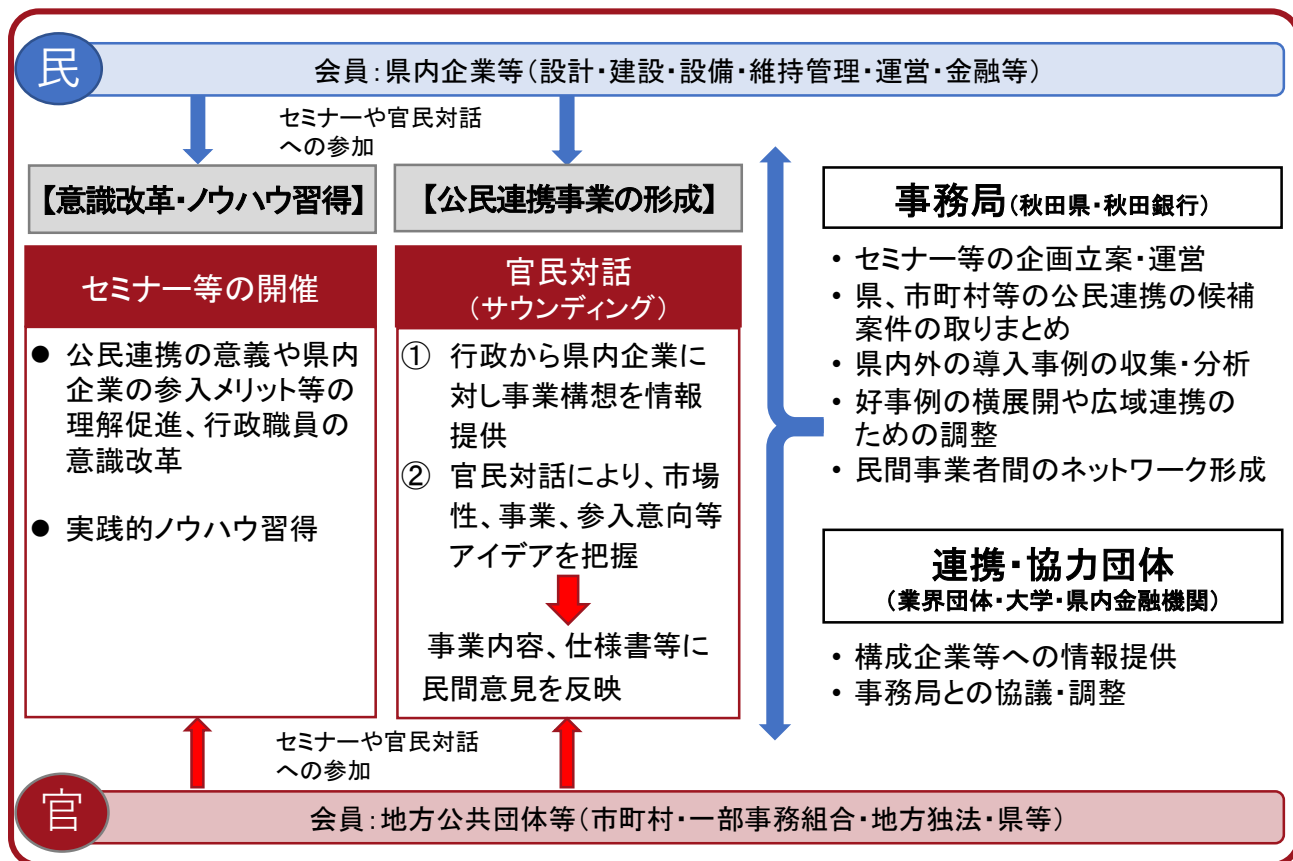 民
会員:県内企業等(設計・建設・設備・維持管理・運営・金融等)
セミナーや官民対話
への参加
【意識改革・ノウハウ習得】
セミナー等の開催
● 公民連携の意義や県内
企業の参入メリット等の
理解促進、行政職員の
意識改革
● 実践的ノウハウ習得
【公民連携事業の形成】
官民対話
(サウンディング)
① 行政から県内企業に
対し事業構想を情報
提供
② 官民対話により、市場
性、事業、参入意向等
アイデアを把握
事業内容、仕様書等に
民間意見を反映
事務局(秋田県・秋田銀行)
・セミナー等の企画立案・運営
・県、市町村等の公民連携の候補
案件の取りまとめ
・県内外の導入事例の収集・分析
・好事例の横展開や広域連携の
ための調整
・民間事業者間のネットワーク形成
連携・協力団体
(業界団体・大学・県内金融機関)
・構成企業等への情報提供
・事務局との協議・調整
セミナーや官民対話
への参加
官
会員:地方公共団体等(市町村・一部事務組合・地方独法・県等)